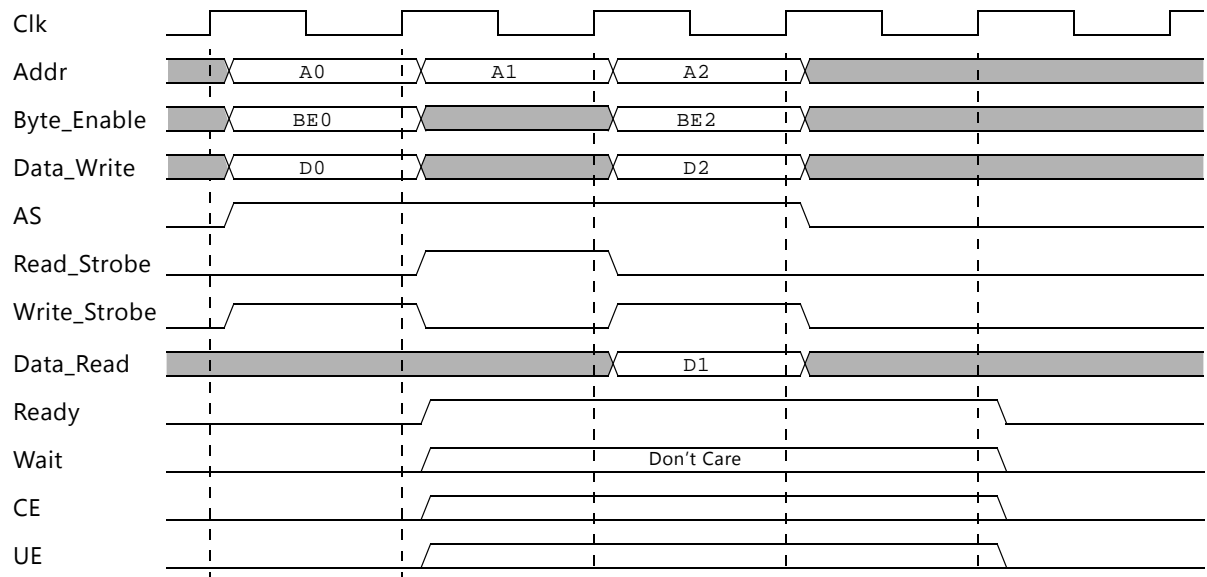 Clk
Addr A0 A1 A2
Byte_Enable BE0 BE2
Data_Write D0 D2
AS
Read_Strobe
Write_Strobe
Data_Read D1
Ready
Wait Don't Care
CE
UE